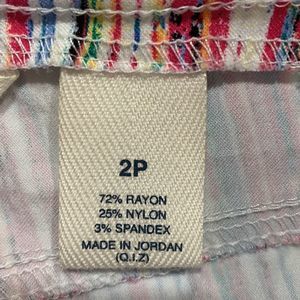 2P
72% RAYON
25% NYLON
3% SPANDEX
MADE IN JORDAN
(Q.I.Z)